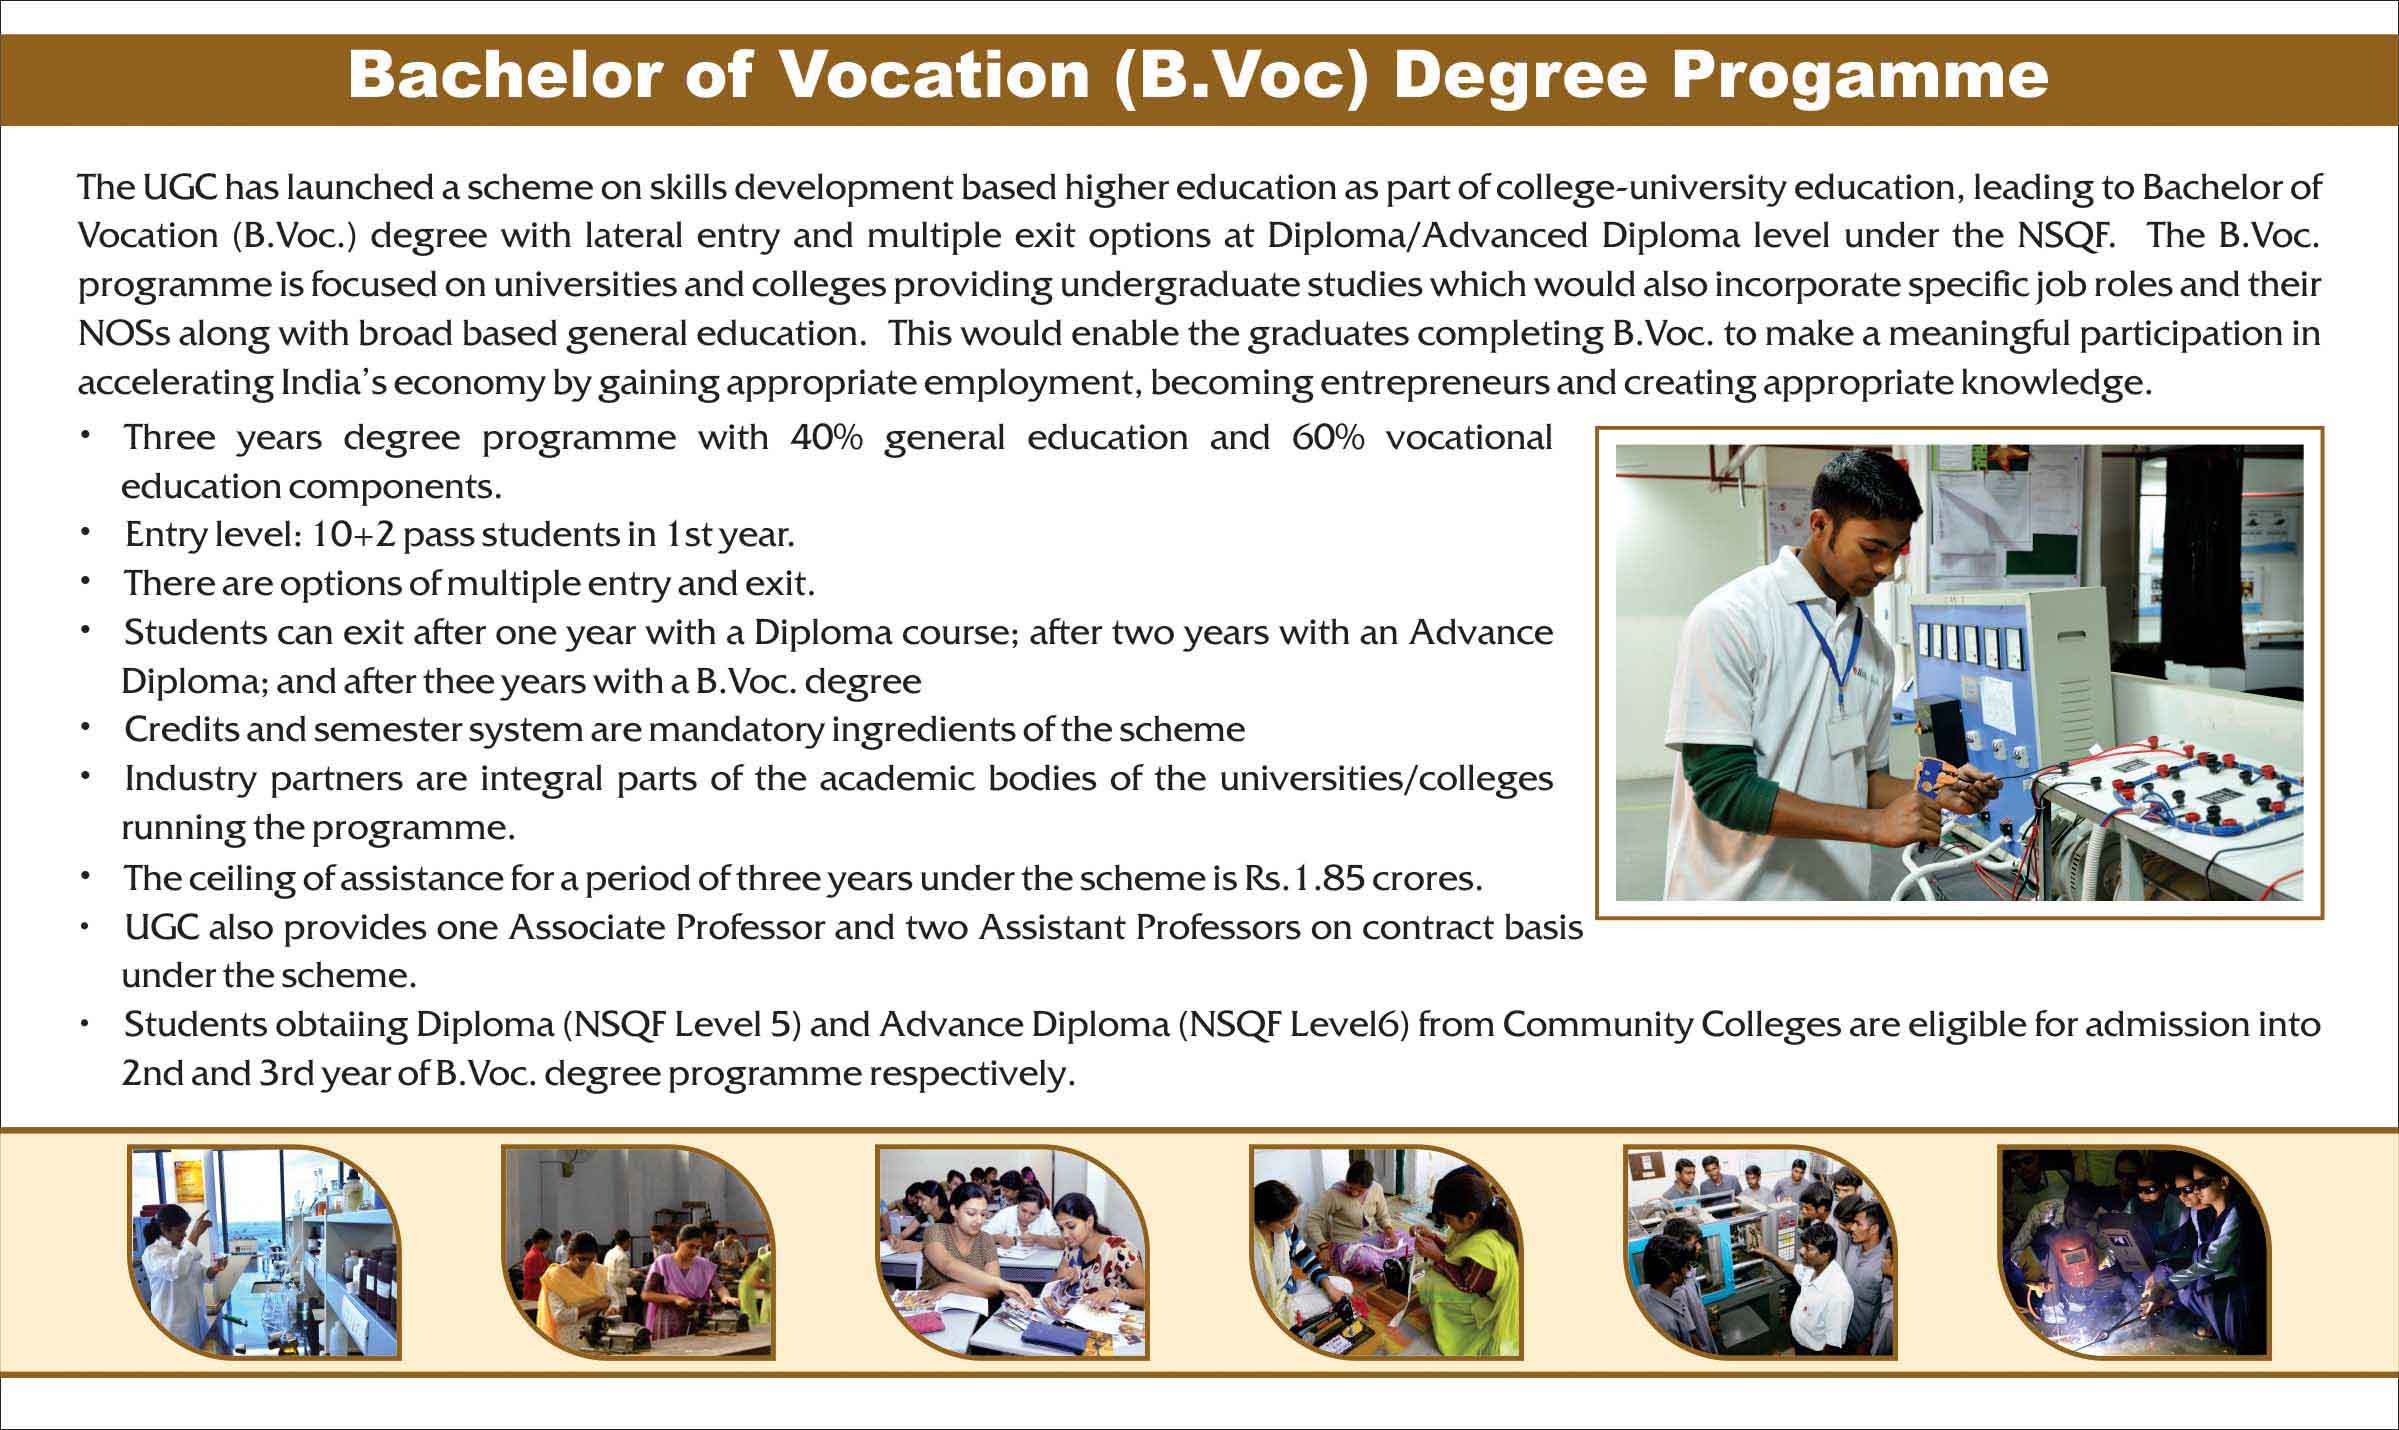 Bachelor of Vocation (B.Voc) Degree Progamme
The UGC has launched a scheme on skills development based higher education as part of college-university education, leading to Bachelor of
Vocation (B.Voc.) degree with lateral entry and multiple exit options at Diploma/Advanced Diploma level under the NSQF. The B.Voc.
programme is focused on universities and colleges providing undergraduate studies which would also incorporate specific job roles and their
NOSs along with broad based general education. This would enable the graduates completing B.Voc. to make a meaningful participation in
accelerating India's economy by gaining appropriate employment, becoming entrepreneurs and creating appropriate knowledge.
• Three years degree programme with 40% general education and 60% vocational
education components.
• Entry level: 10+2 pass students in 1st year.
• There are options of multiple entry and exit.
• Students can exit after one year with a Diploma course; after two years with an Advance
Diploma; and after thee years with a B.Voc. degree
• Credits and semester system are mandatory ingredients of the scheme
• Industry partners are integral parts of the academic bodies of the universities/colleges
running the programme.
• The ceiling of assistance for a period of three years under the scheme is Rs.1.85 crores.
• UGC also provides one Associate Professor and two Assistant Professors on contract basis
under the scheme.
• Students obtaiing Diploma (NSQF Level 5) and Advance Diploma (NSQF Level6) from Community Colleges are eligible for admission into
2nd and 3rd year of B.Voc. degree programme respectively.